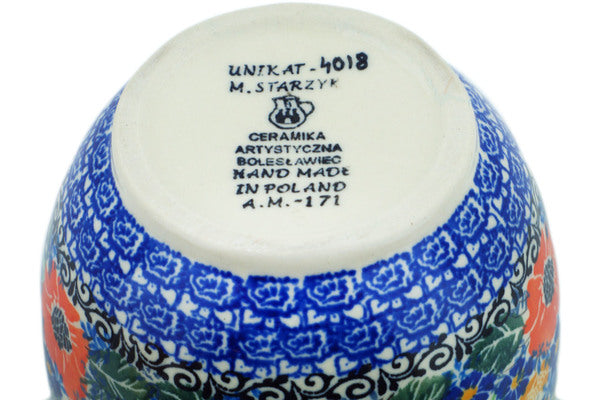 UNIKAT-4018
M. STARZYK
CERAMIKA
ARTYSTYCZNA
BOLESŁAWIEC
HAND MADE
IN POLAND
A.M.-171